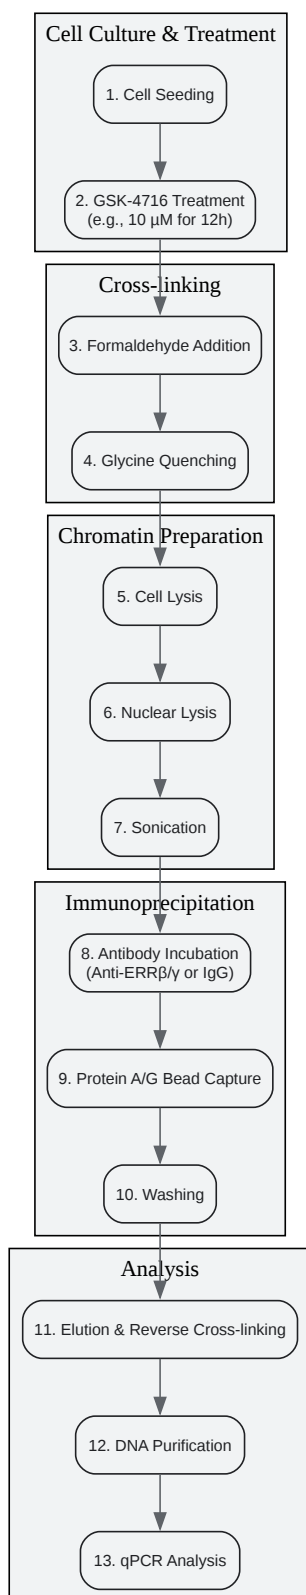 Cell Culture & Treatment
1. Cell Seeding
2. GSK-4716 Treatment
(e.g., 10 µM for 12h)
Cross-linking
3. Formaldehyde Addition
4. Glycine Quenching
Chromatin Preparation
5. Cell Lysis
6. Nuclear Lysis
7. Sonication
Immunoprecipitation
8. Antibody Incubation
(Anti-ERRβ/γ or IgG)
9. Protein A/G Bead Capture
10. Washing
Analysis
11. Elution & Reverse Cross-linking
12. DNA Purification
13. qPCR Analysis